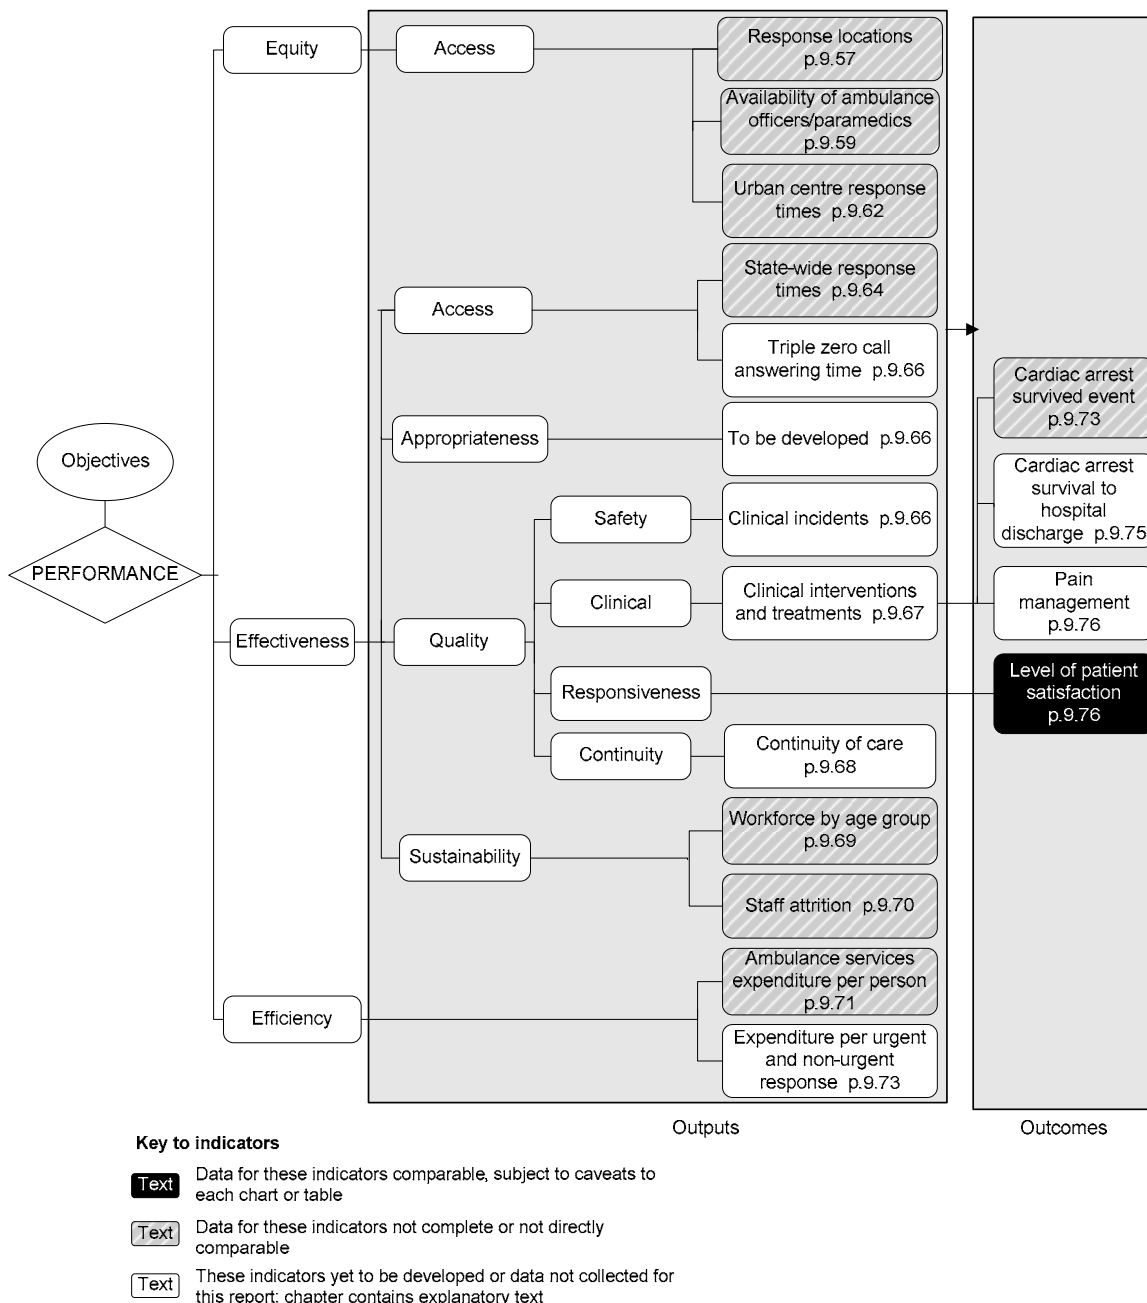 Equity
Access
Response locations
p.9.57
Availability of ambulance
officers/paramedics
p.9.59
Urban centre response
times p.9.62
State-wide response
times p.9.64
Access
Triple zero call
answering time p.9.66
Cardiac arrest
survived event
p.9.73
Objectives
Appropriateness
To be developed p.9.66
Cardiac arrest
survival to
hospital
discharge p.9.75
Safety
Clinical incidents p.9.66
PERFORMANCE
Clinical
Clinical interventions
and treatments p.9.67
Pain
management
p.9.76
Effectiveness
Quality
Responsiveness
Level of patient
satisfaction
p.9.76
Continuity
Continuity of care
p.9.68
Sustainability
Workforce by age group
p.9.69
Staff attrition p.9.70
Efficiency
Ambulance services
expenditure per person
p.9.71
Expenditure per urgent
and non-urgent
response p.9.73
Outputs
Outcomes
Key to indicators
Text
Data for these indicators comparable, subject to caveats to
each chart or table
Text
Data for these indicators not complete or not directly
comparable
Text
These indicators yet to be developed or data not collected for
this report; chapter contains explanatory text